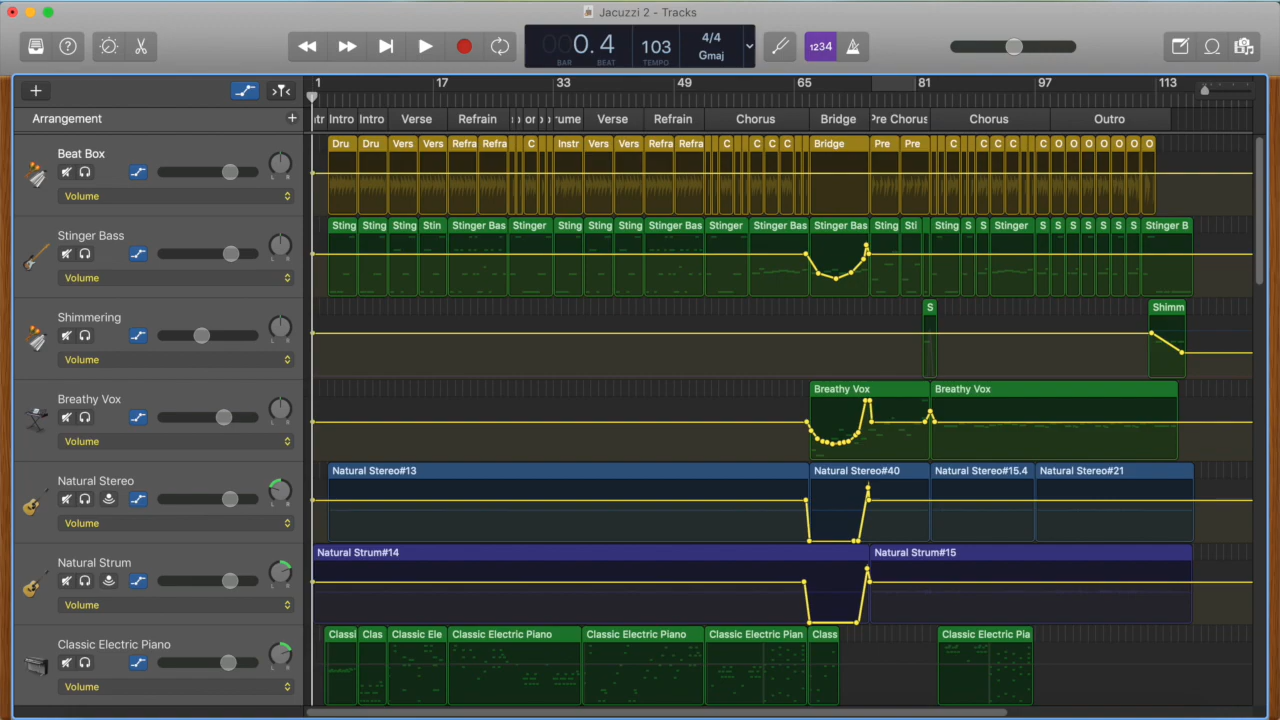 Jacuzzi 2 - Tracks
000.4 103 4/4 Gmaj 1234
BAR BEAT TEMPO
1 17 33 49 65 81 97 113
Arrangement
Intro Intro Verse Refrain Verse Refrain Chorus Bridge Pre Chorus Chorus Outro
Beat Box
Dru Dru Vers Vers Refra Refra C Instr Vers Vers Refra Refra C C C C Bridge Pre Pre C C C C C O O O O O O O
L R
Volume
Stinger Bass
Sting Sting Sting Stin Stinger Bas Stinger Sting Sting Stinger Bas Stinger Bas Stinger Stinger Bas Stinger Bas Sting Sti Sting S S Stinger S S S S S S S Stinger B
L R
Volume
Shimmering
S Shimm
L R
Volume
Breathy Vox
Breathy Vox Breathy Vox
L R
Volume
Natural Stereo
Natural Stereo#13 Natural Stereo#40 Natural Stereo#15.4 Natural Stereo#21
L R
Volume
Natural Strum
Natural Strum#14 Natural Strum#15
L R
Volume
Classic Electric Piano
Classi Clas Classic Ele Classic Electric Piano Classic Electric Piano Classic Electric Pian Class Classic Electric Pia
L R
Volume